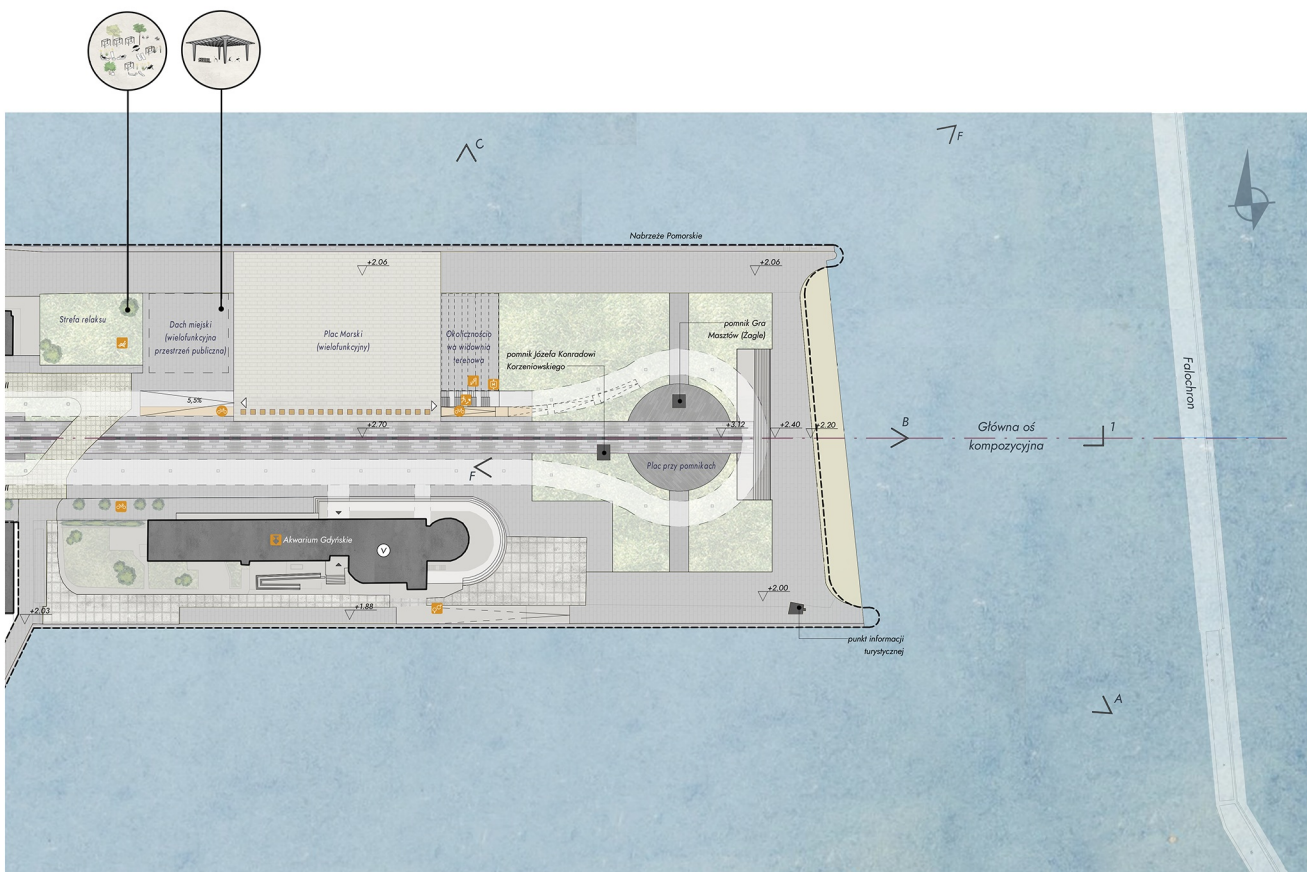 C
F
Nabrzeże Pomorskie
+2.06
+2.06
Strefa relaksu
Dach miejski
(wielofunkcyjna
przestrzeń publiczna)
Plac Morski
(wielofunkcyjny)
Okolicznościo
wa widownia
terenowa
pomnik Gra
Masztów (Żagle)
pomnik Józefa Konradowi
Korzeniowskiego
5,5%
+2.70
+3.12
+2.40
+2.20
B
Główna oś
kompozycyjna
1
Falochron
F
Plac przy pomnikach
Akwarium Gdyńskie
V
+2.03
+1.88
+2.00
punkt informacji
turystycznej
A